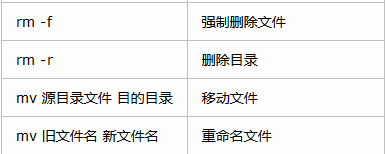 rm -f 强制删除文件
rm -r 删除目录
mv 源目录文件 目的目录 移动文件
mv 旧文件名 新文件名 重命名文件